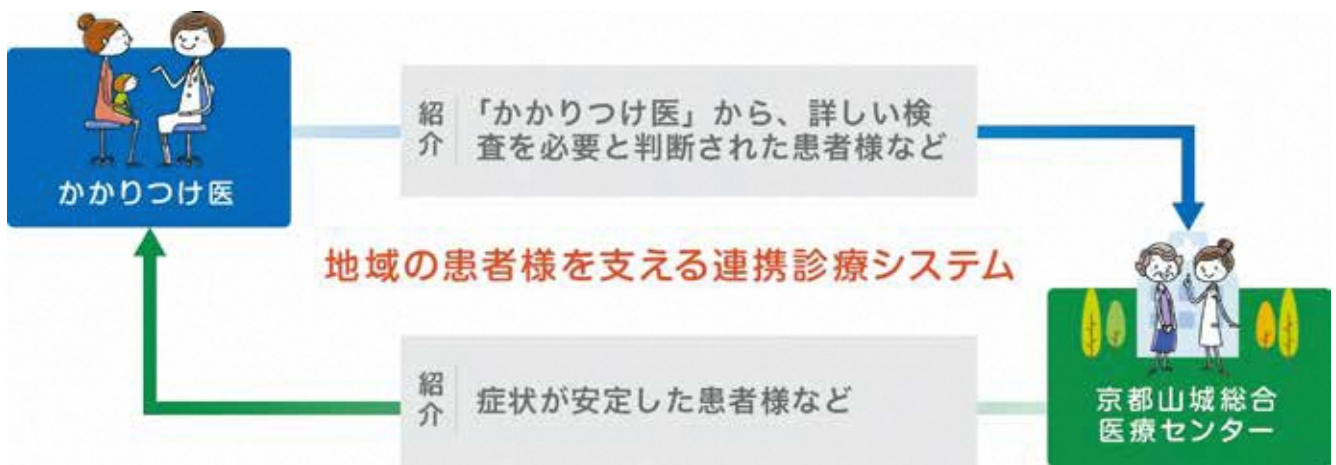 かかりつけ医
紹介
「かかりつけ医」から、詳しい検
査を必要と判断された患者様など
地域の患者様を支える連携診療システム
紹介
症状が安定した患者様など
京都山城総合
医療センター